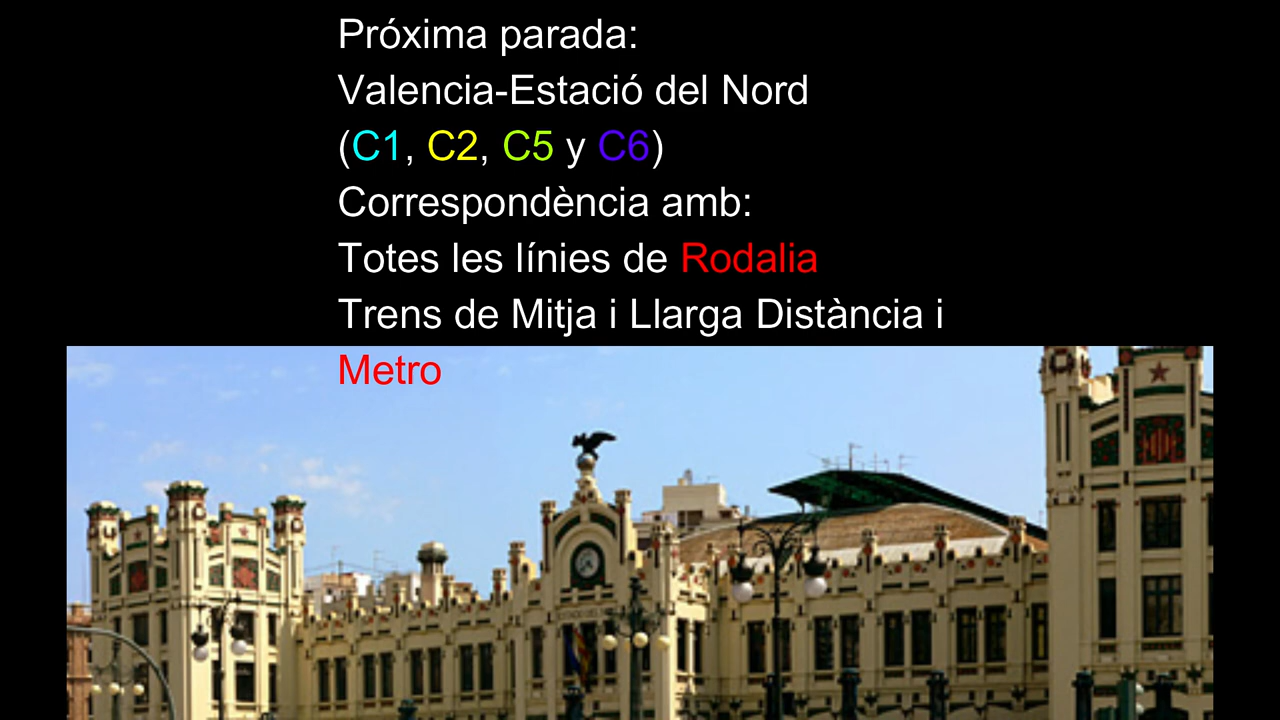 Próxima parada:
Valencia-Estació del Nord
(C1, C2, C5 y C6)
Correspondència amb:
Totes les línies de Rodalia
Trens de Mitja i Llarga Distància i
Metro